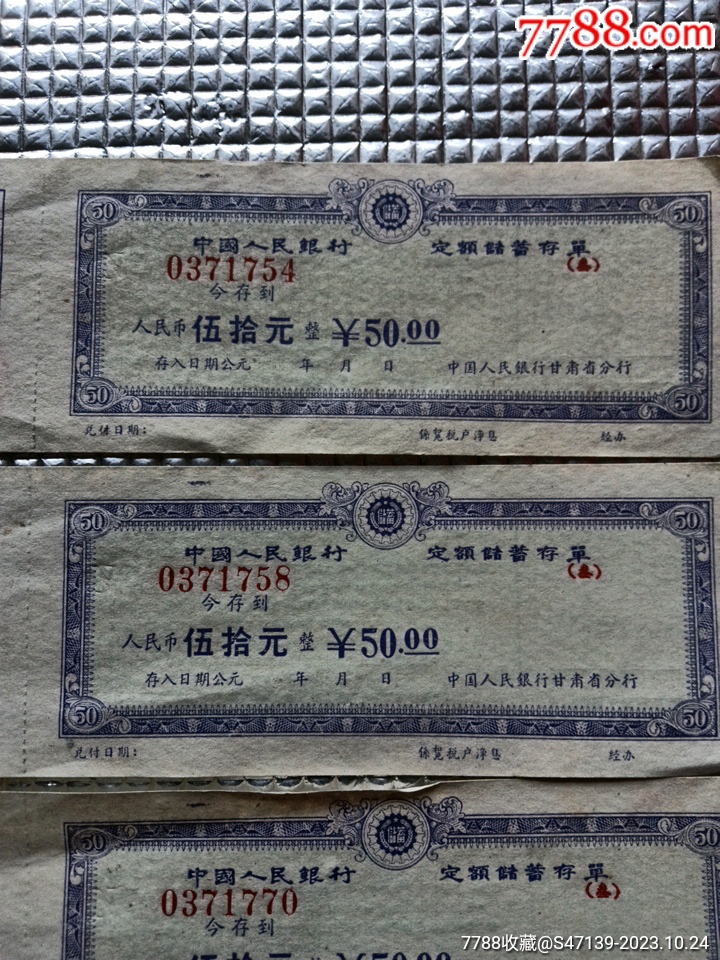 7788.com
50 50
中國人民銀行 定額儲蓄存單
0371754
今存到
人民币 伍拾元 整 ￥50.00
存入日期公元 年 月 日 中国人民銀行甘肃省分行
50 50
兑付日期： 经办
50 50
中國人民銀行 定額儲蓄存單
0371758
今存到
人民币 伍拾元 整 ￥50.00
存入日期公元 年 月 日 中国人民銀行甘肃省分行
50 50
兑付日期： 经办
50 50
中國人民銀行 定額儲蓄存單
0371770
今存到
7788收藏@S47139-2023.10.24